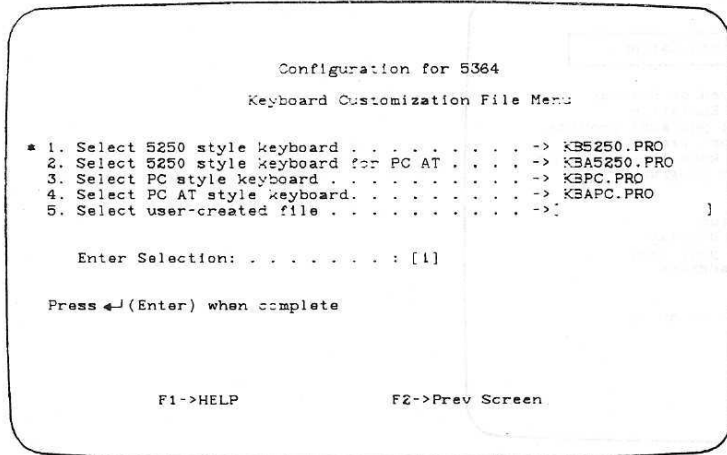 Configuration for 5364
Keyboard Customization File Menu
* 1. Select 5250 style keyboard . . . . . . . . . . -> KB5250.PRO
2. Select 5250 style keyboard for PC AT . . . . -> KBA5250.PRO
3. Select PC style keyboard . . . . . . . . . . . -> KBPC.PRO
4. Select PC AT style keyboard. . . . . . . . . . -> KBAPC.PRO
5. Select user-created file . . . . . . . . . . . ->[ ]
Enter Selection: . . . . . . . : [1]
Press ↵ (Enter) when complete
F1->HELP F2->Prev Screen